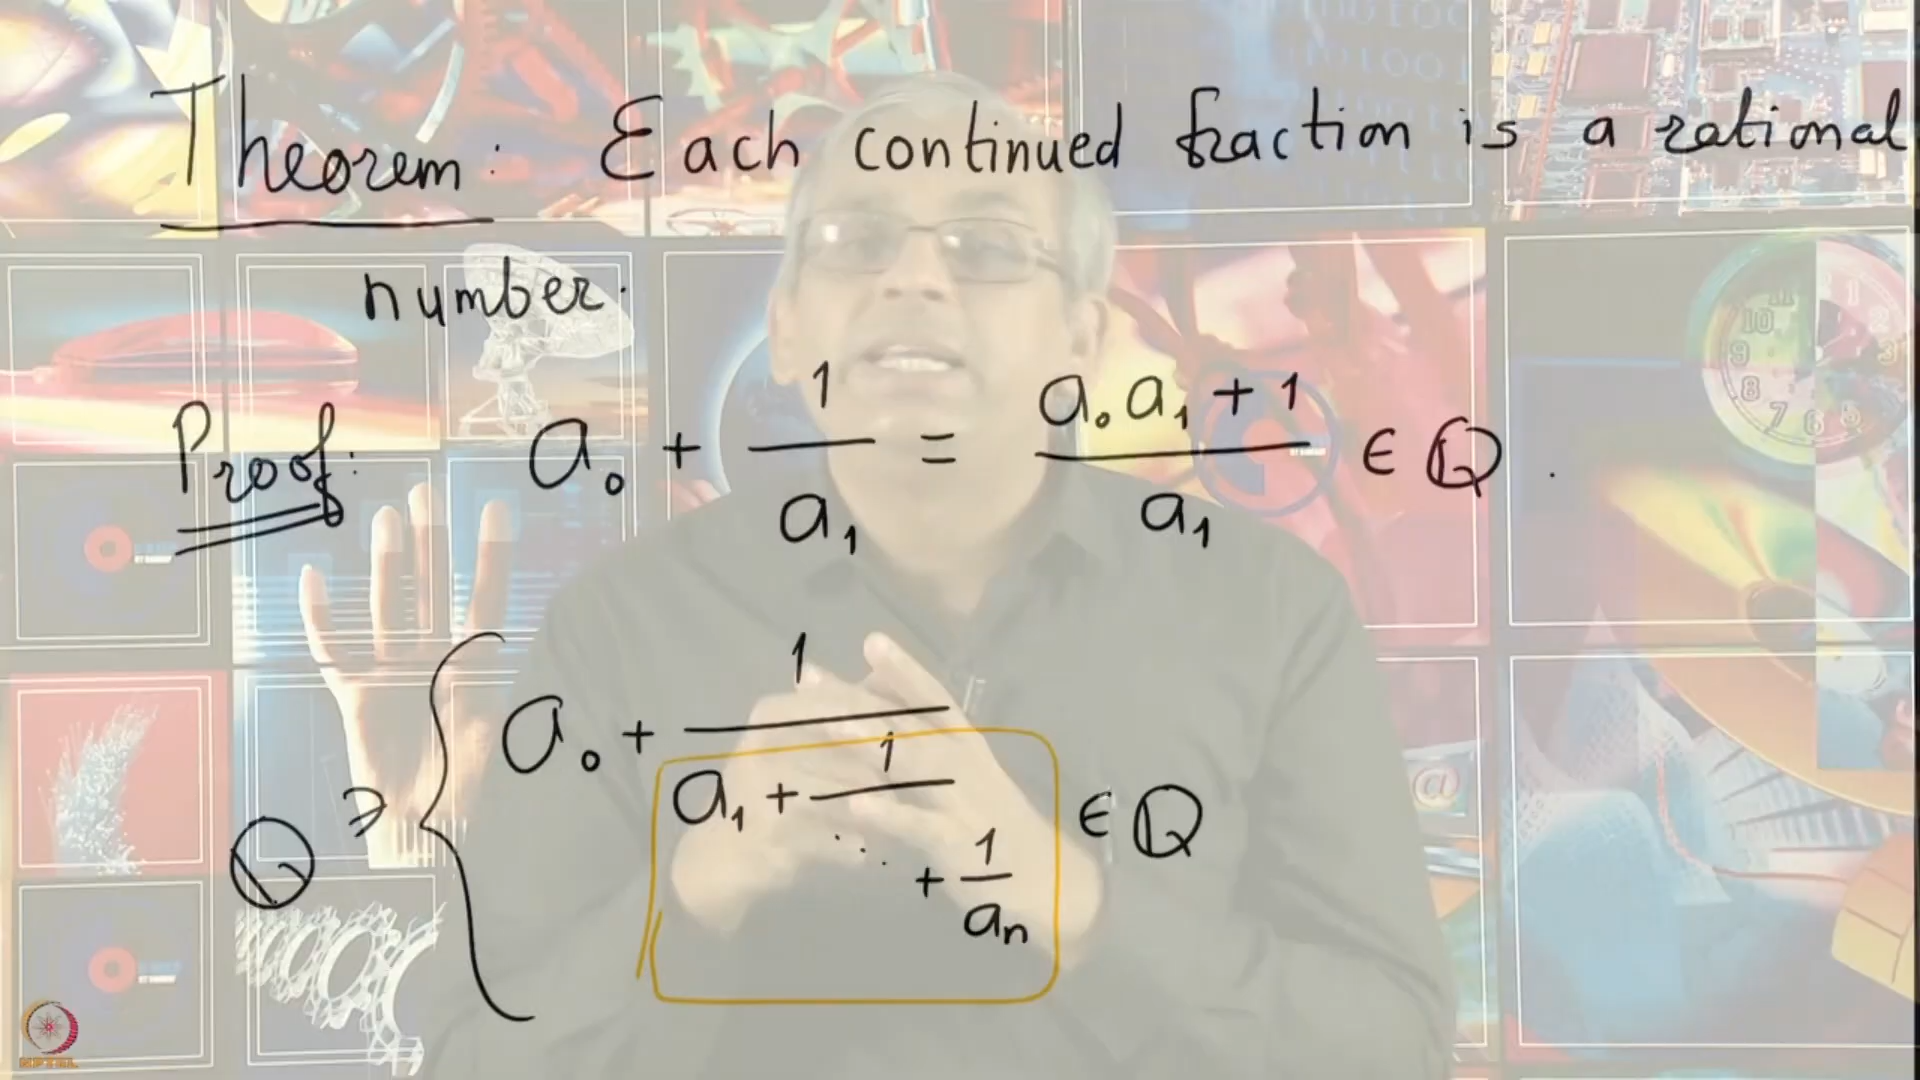 Theorem: Each continued fraction is a rational
number.
Proof: a₀ + 1/a₁ = (a₀a₁ + 1)/a₁ ∈ ℚ.
ℚ ∋ { a₀ + 1/(a₁ + 1/(⋱ + 1/aₙ)) ∈ ℚ
NPTEL